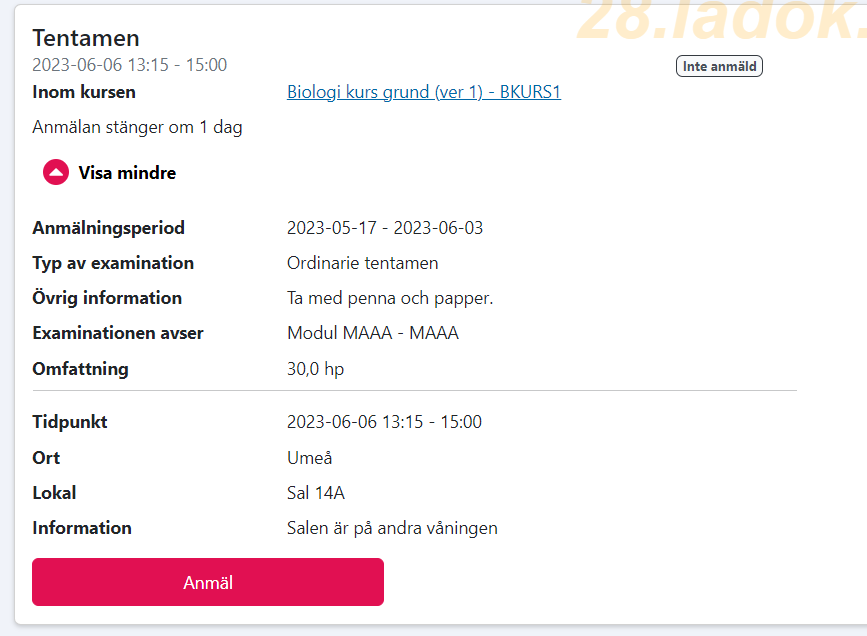 28.ladok.
Tentamen
2023-06-06 13:15 - 15:00 Inte anmäld
Inom kursen Biologi kurs grund (ver 1) - BKURS1
Anmälan stänger om 1 dag
Visa mindre
Anmälningsperiod 2023-05-17 - 2023-06-03
Typ av examination Ordinarie tentamen
Övrig information Ta med penna och papper.
Examinationen avser Modul MAAA - MAAA
Omfattning 30,0 hp
Tidpunkt 2023-06-06 13:15 - 15:00
Ort Umeå
Lokal Sal 14A
Information Salen är på andra våningen
Anmäl